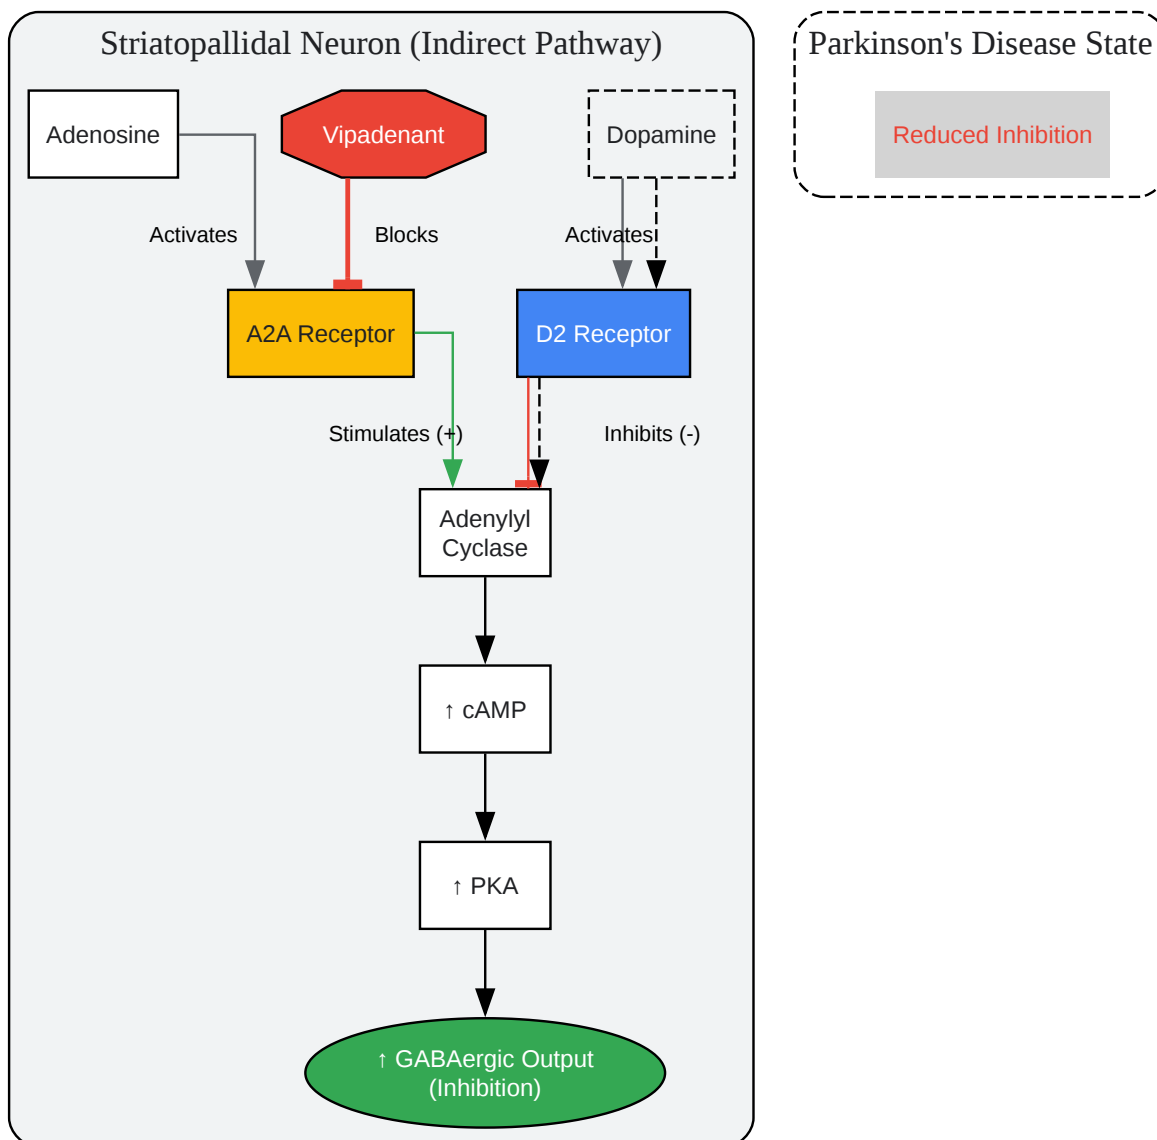 Striatopallidal Neuron (Indirect Pathway)
Parkinson's Disease State
Adenosine
Vipadenant
Dopamine
Reduced Inhibition
Activates
Blocks
Activates
A2A Receptor
D2 Receptor
Stimulates (+)
Inhibits (-)
Adenylyl
Cyclase
↑ cAMP
↑ PKA
↑ GABAergic Output
(Inhibition)